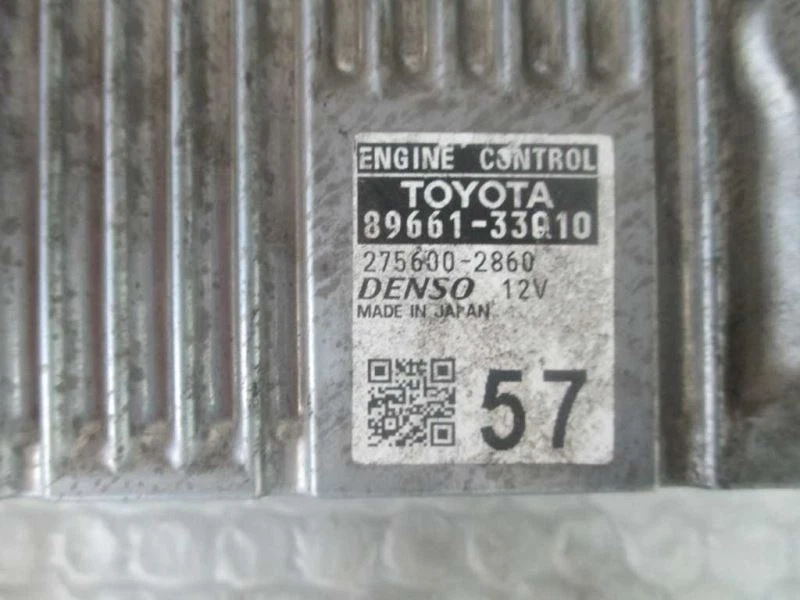 ENGINE CONTROL
TOYOTA
89661-33Q10
275600-2860
DENSO 12V
MADE IN JAPAN
57